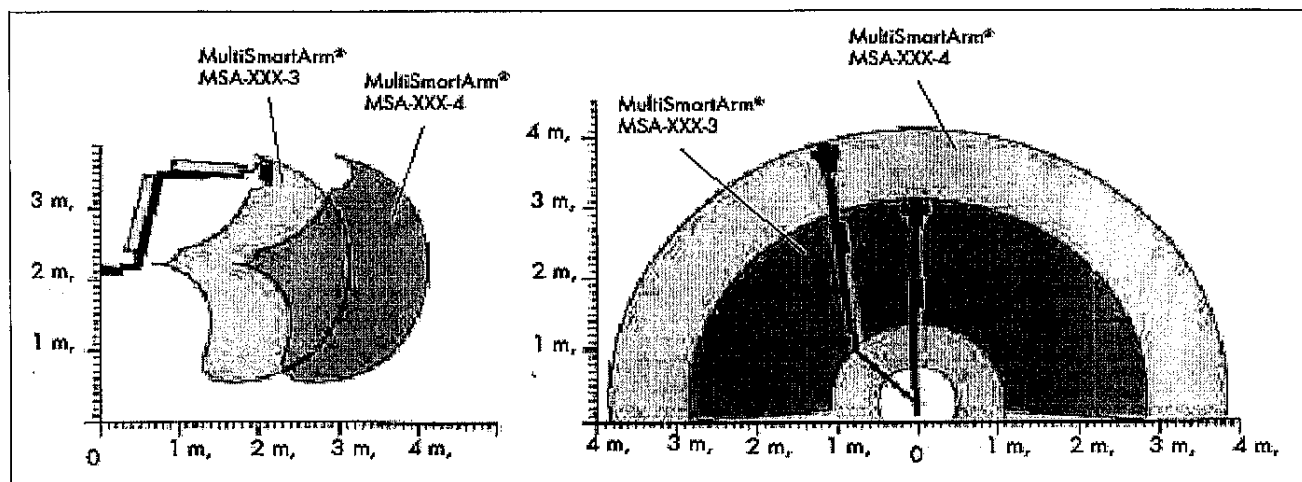 MultiSmartArm®
MSA-XXX-3
MultiSmartArm®
MSA-XXX-4
3 m,
2 m,
1 m,
0
1 m,
2 m,
3 m,
4 m,
MultiSmartArm®
MSA-XXX-4
MultiSmartArm®
MSA-XXX-3
4 m,
3 m,
2 m,
1 m,
4 m,
3 m,
2 m,
1 m,
0
1 m,
2 m,
3 m,
4 m,